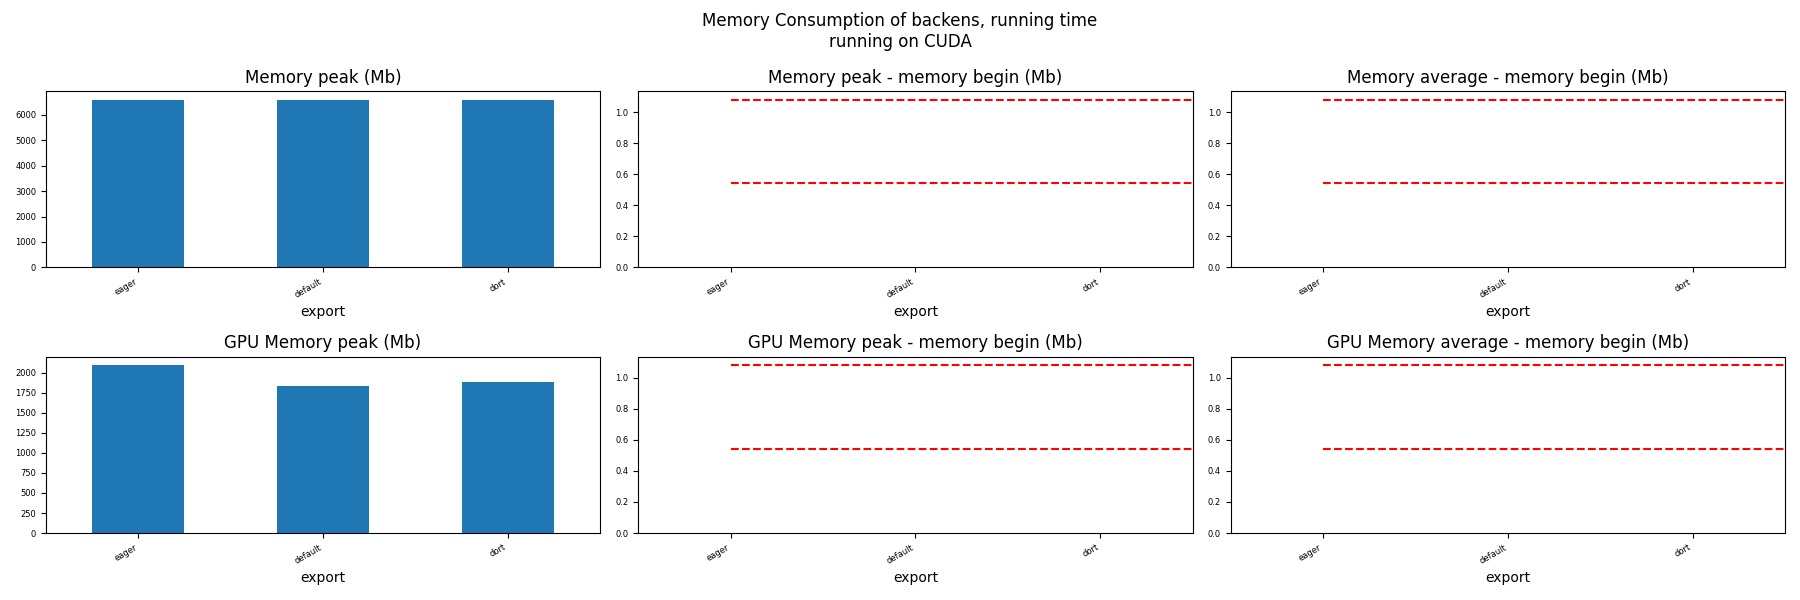 Memory Consumption of backens, running time
running on CUDA
Memory peak (Mb)
6000
5000
4000
3000
2000
1000
0
eager
default
dort
export
Memory peak - memory begin (Mb)
1.0
0.8
0.6
0.4
0.2
0.0
eager
default
dort
export
Memory average - memory begin (Mb)
1.0
0.8
0.6
0.4
0.2
0.0
eager
default
dort
export
GPU Memory peak (Mb)
2000
1750
1500
1250
1000
750
500
250
0
eager
default
dort
export
GPU Memory peak - memory begin (Mb)
1.0
0.8
0.6
0.4
0.2
0.0
eager
default
dort
export
GPU Memory average - memory begin (Mb)
1.0
0.8
0.6
0.4
0.2
0.0
eager
default
dort
export